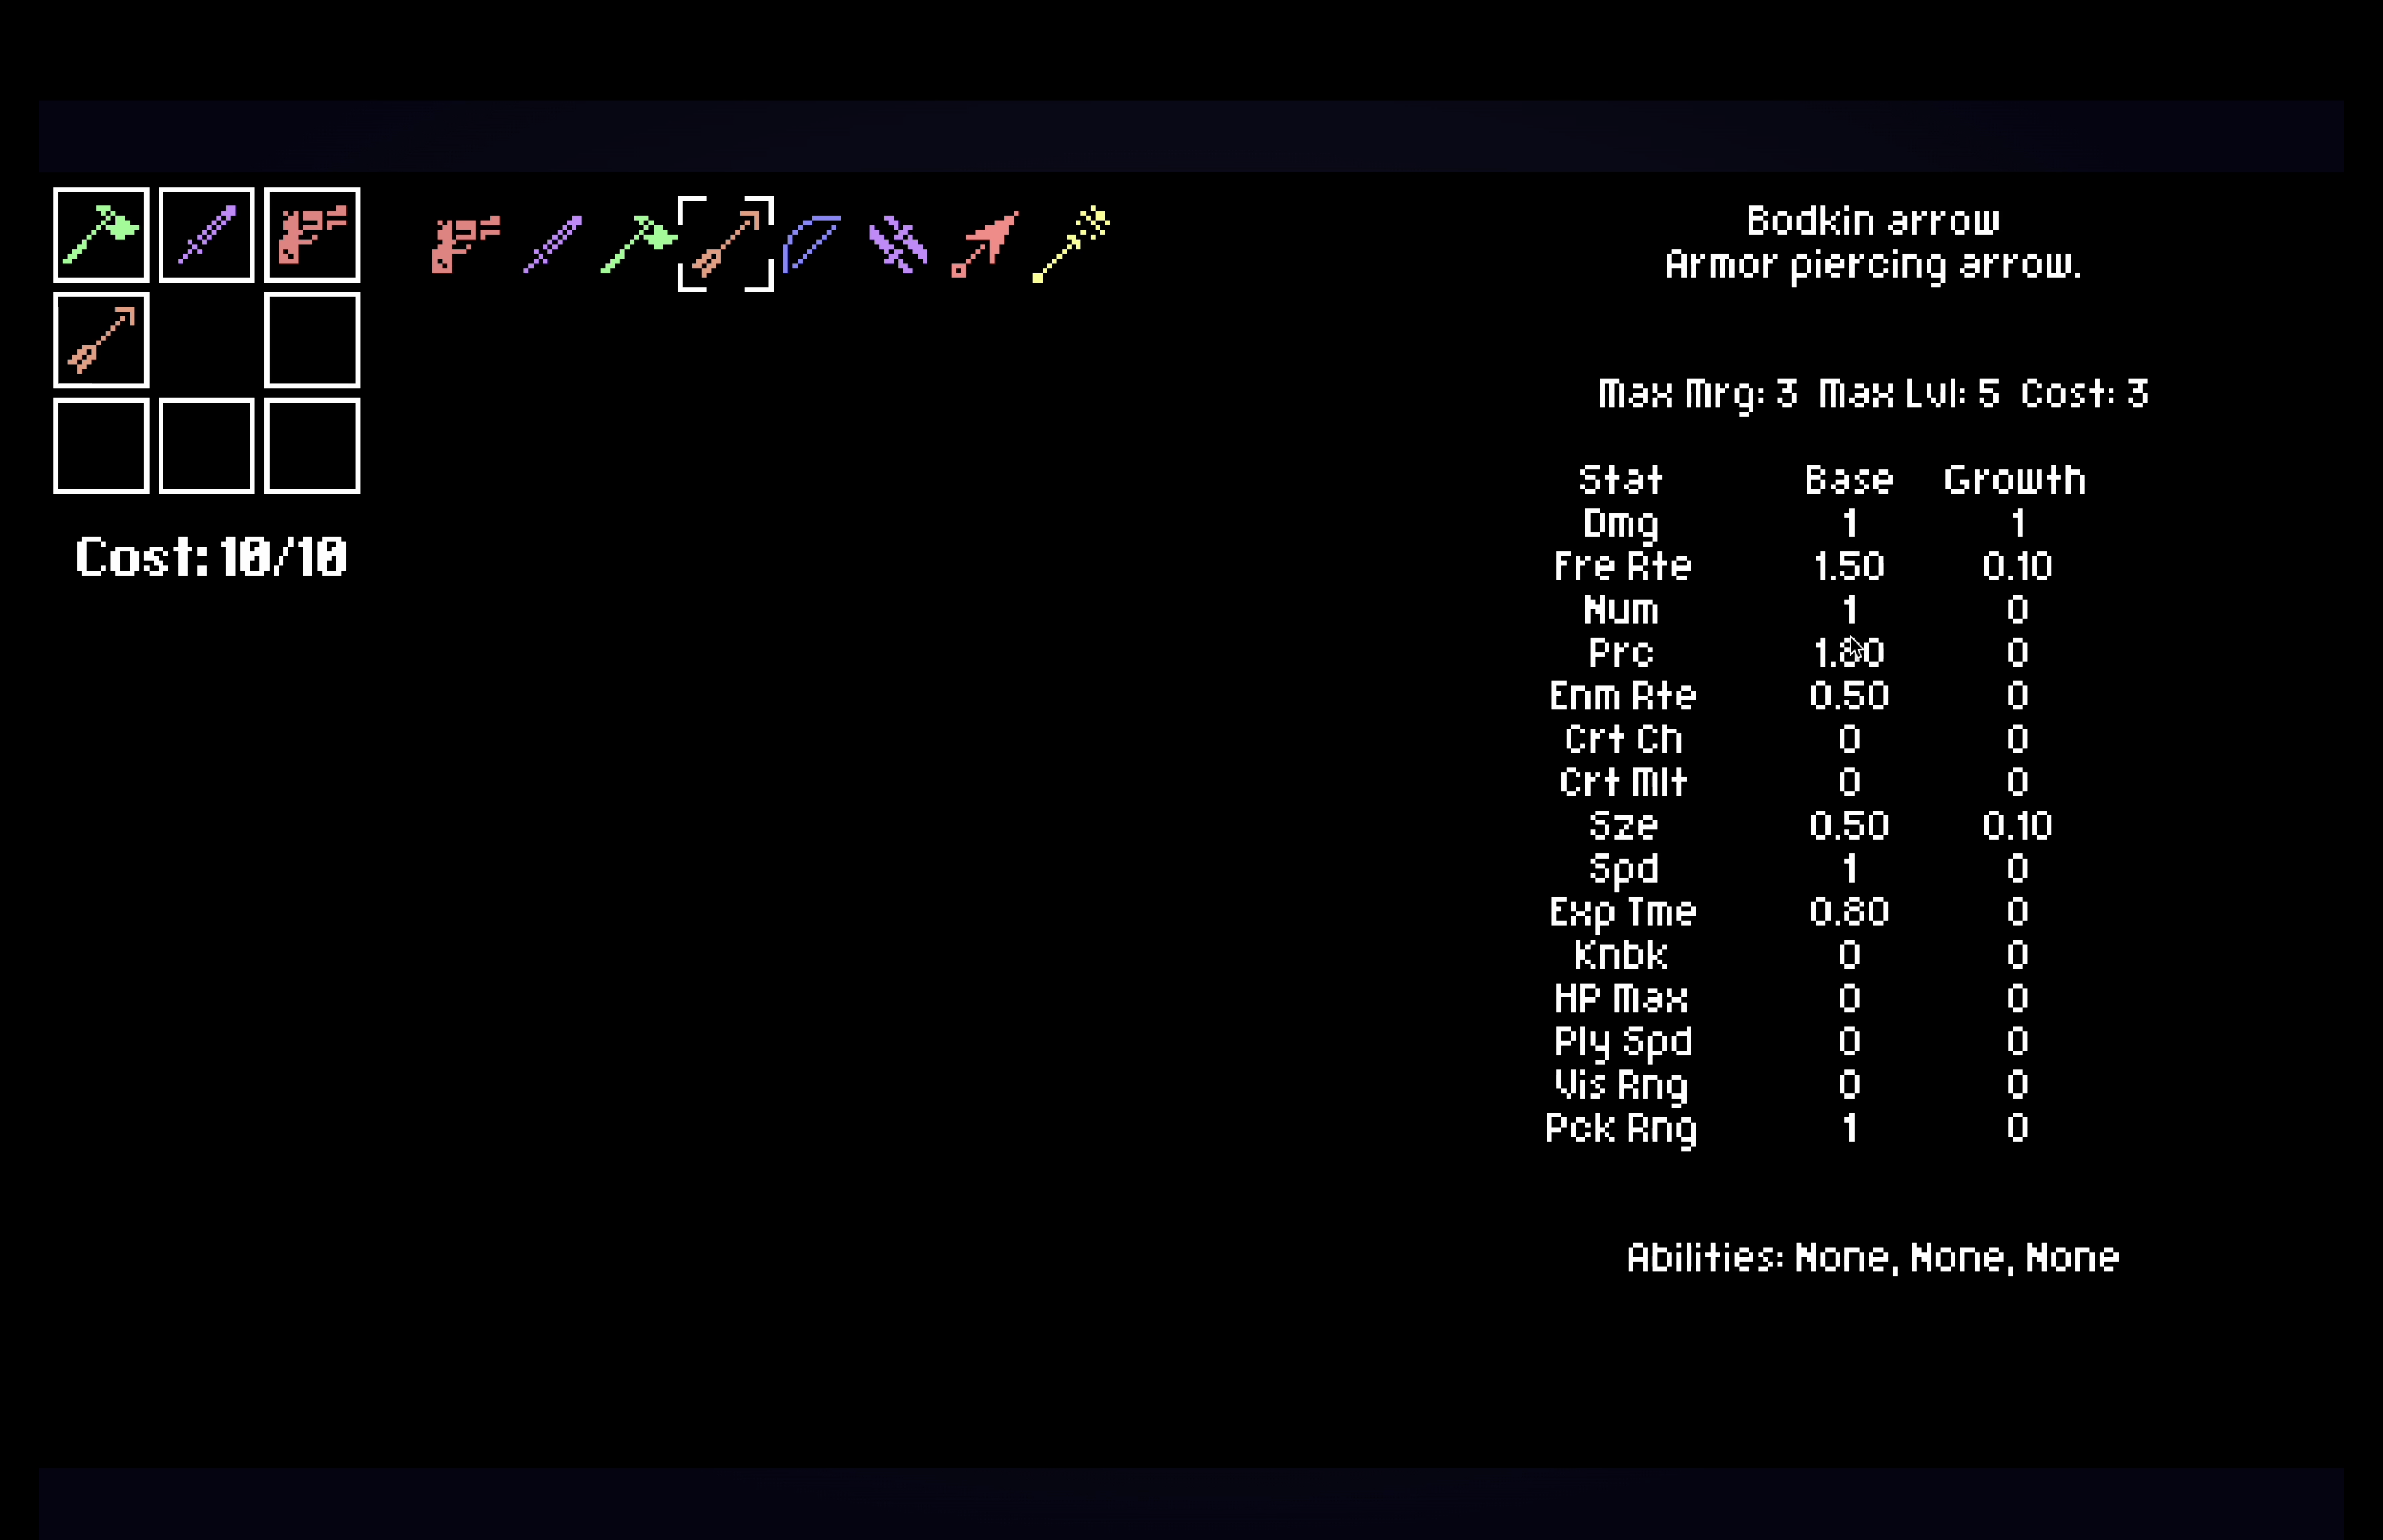 Cost: 10/10
Bodkin arrow
Armor piercing arrow.
Max Mrg: 3 Max Lvl: 5 Cost: 3
Stat Base Growth
Dmg 1 1
Fre Rte 1.50 0.10
Num 1 0
Prc 1.80 0
Enm Rte 0.50 0
Crt Ch 0 0
Crt Mlt 0 0
Sze 0.50 0.10
Spd 1 0
Exp Tme 0.80 0
Knbk 0 0
HP Max 0 0
Ply Spd 0 0
Vis Rng 0 0
Pck Rng 1 0
Abilities: None, None, None